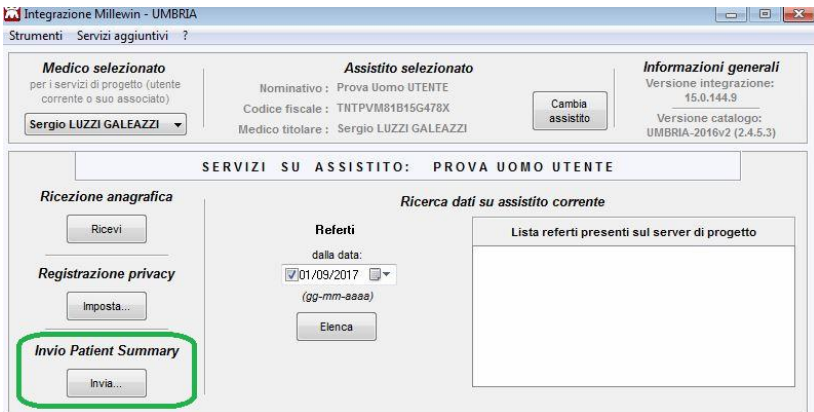 Integrazione Millewin - UMBRIA
Strumenti Servizi aggiuntivi ?
Medico selezionato
per i servizi di progetto (utente
corrente o suo associato)
Sergio LUZZI GALEAZZI
Assistito selezionato
Nominativo : Prova Uomo UTENTE
Codice fiscale : TNTPVM81B15G478X
Medico titolare : Sergio LUZZI GALEAZZI
Cambia
assistito
Informazioni generali
Versione integrazione:
15.0.144.9
Versione catalogo:
UMBRIA-2016v2 (2.4.5.3)
SERVIZI SU ASSISTITO: PROVA UOMO UTENTE
Ricezione anagrafica
Ricevi
Registrazione privacy
Imposta...
Invio Patient Summary
Invia...
Ricerca dati su assistito corrente
Referti
dalla data:
01/09/2017
(gg-mm-aaaa)
Elenca
Lista referti presenti sul server di progetto